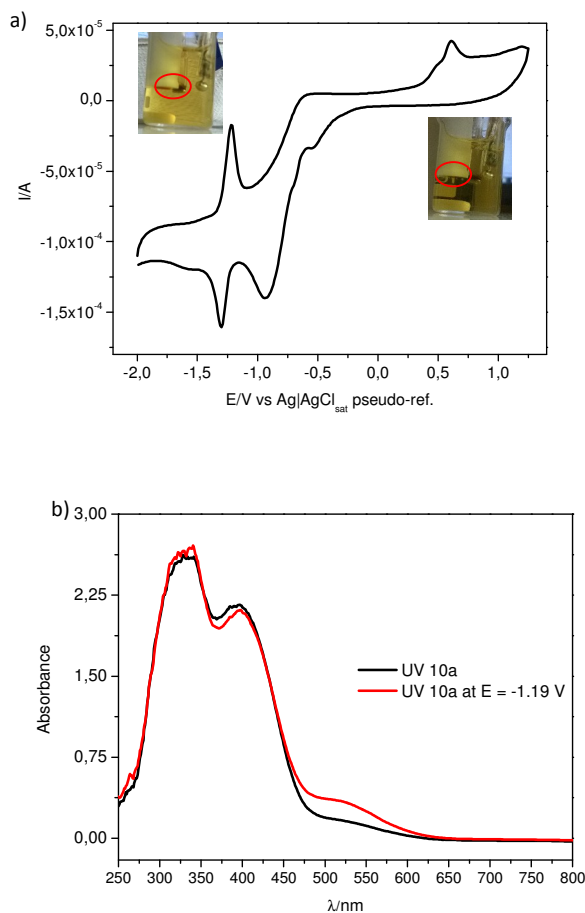 a)
5,0x10⁻⁵
0,0
-5,0x10⁻⁵
-1,0x10⁻⁴
-1,5x10⁻⁴
I/A
-2,0 -1,5 -1,0 -0,5 0,0 0,5 1,0
E/V vs Ag|AgCl_sat pseudo-ref.
b)
3,00
2,25
1,50
0,75
0,00
Absorbance
UV 10a
UV 10a at E = -1.19 V
250 300 350 400 450 500 550 600 650 700 750 800
λ/nm